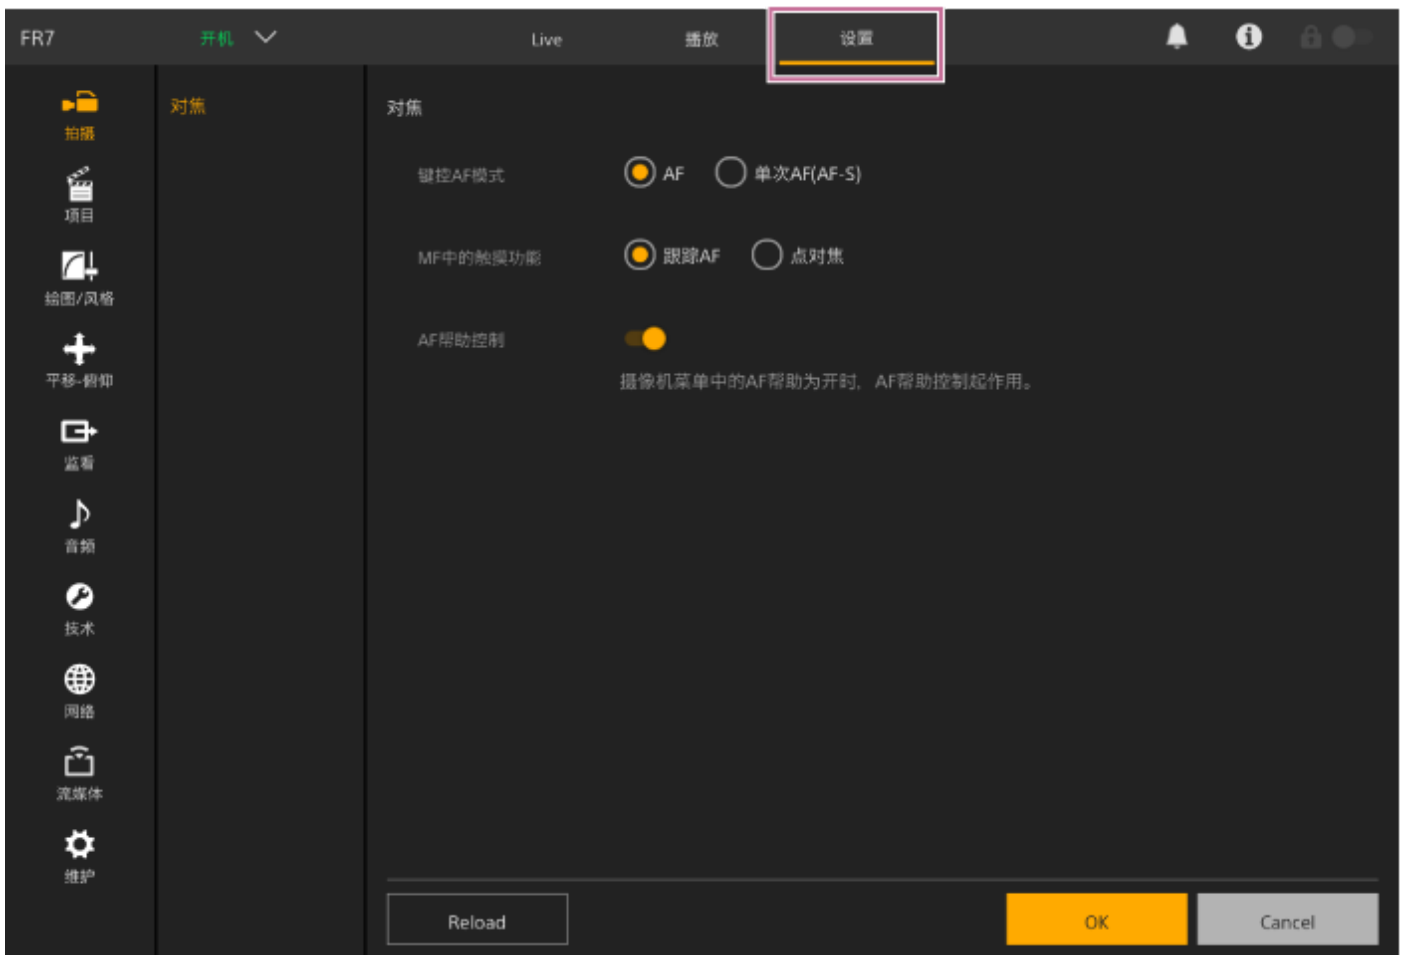 FR7 开机 Live 播放 设置
拍摄
项目
绘图/风格
平移-俯仰
监看
音频
技术
网络
流媒体
维护
对焦
对焦
键控AF模式 AF 单次AF(AF-S)
MF中的触摸功能 跟踪AF 点对焦
AF帮助控制
摄像机菜单中的AF帮助为开时，AF帮助控制起作用。
Reload OK Cancel